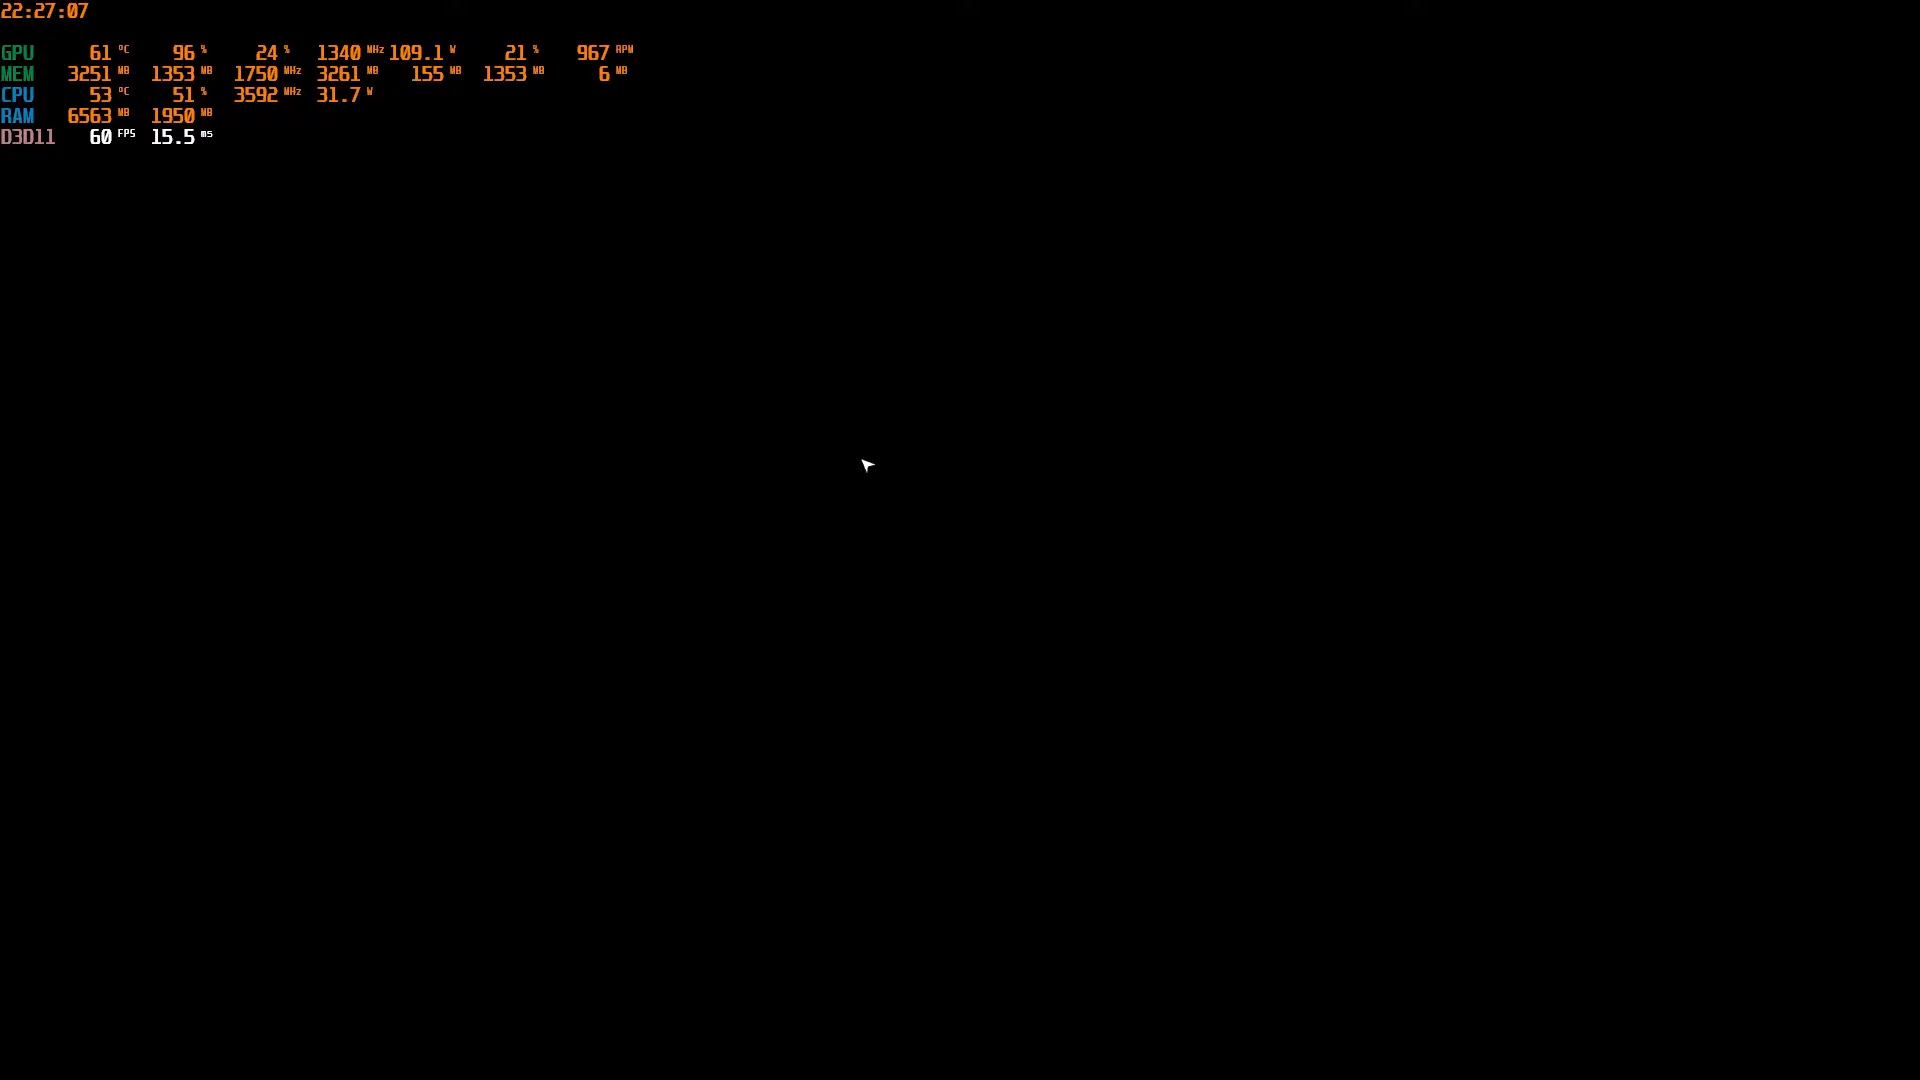 22:27:07
GPU 61 °C 96 % 24 % 1340 MHz 109.1 W 21 % 967 RPM
MEM 3251 MB 1353 MB 1750 MHz 3261 MB 155 MB 1353 MB 6 MB
CPU 53 °C 51 % 3592 MHz 31.7 W
RAM 6563 MB 1950 MB
D3D11 60 FPS 15.5 ms